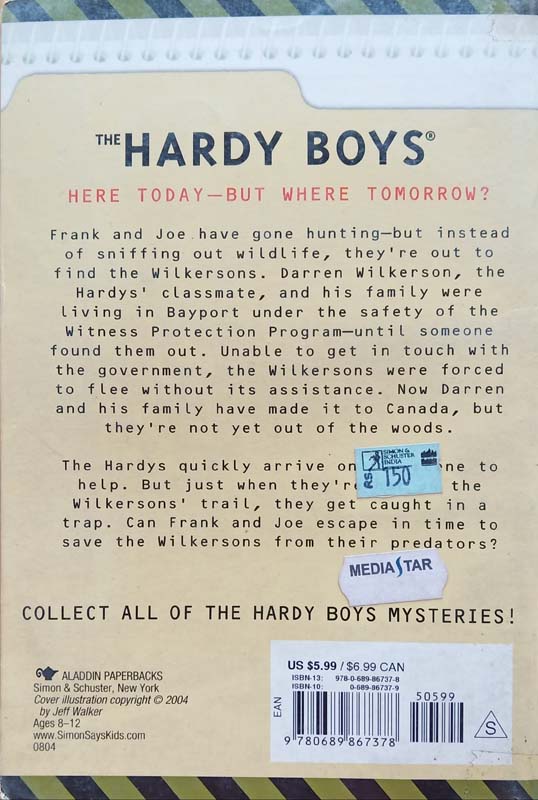 THE HARDY BOYS®
HERE TODAY—BUT WHERE TOMORROW?
Frank and Joe have gone hunting—but instead
of sniffing out wildlife, they're out to
find the Wilkersons. Darren Wilkerson, the
Hardys' classmate, and his family were
living in Bayport under the safety of the
Witness Protection Program—until someone
found them out. Unable to get in touch with
the government, the Wilkersons were forced
to flee without its assistance. Now Darren
and his family have made it to Canada, but
they're not yet out of the woods.
The Hardys quickly arrive on ne to
help. But just when they're the
Wilkersons' trail, they get caught in a
trap. Can Frank and Joe escape in time to
save the Wilkersons from their predators?
SIMON &
SCHUSTER
INDIA
RS 150
MEDIA STAR
COLLECT ALL OF THE HARDY BOYS MYSTERIES!
ALADDIN PAPERBACKS
Simon & Schuster, New York
Cover illustration copyright © 2004
by Jeff Walker
Ages 8–12
www.SimonSaysKids.com
0804
US $5.99 / $6.99 CAN
ISBN-13: 978-0-689-86737-8
ISBN-10: 0-689-86737-9
50599
EAN
9 780689 867378
S